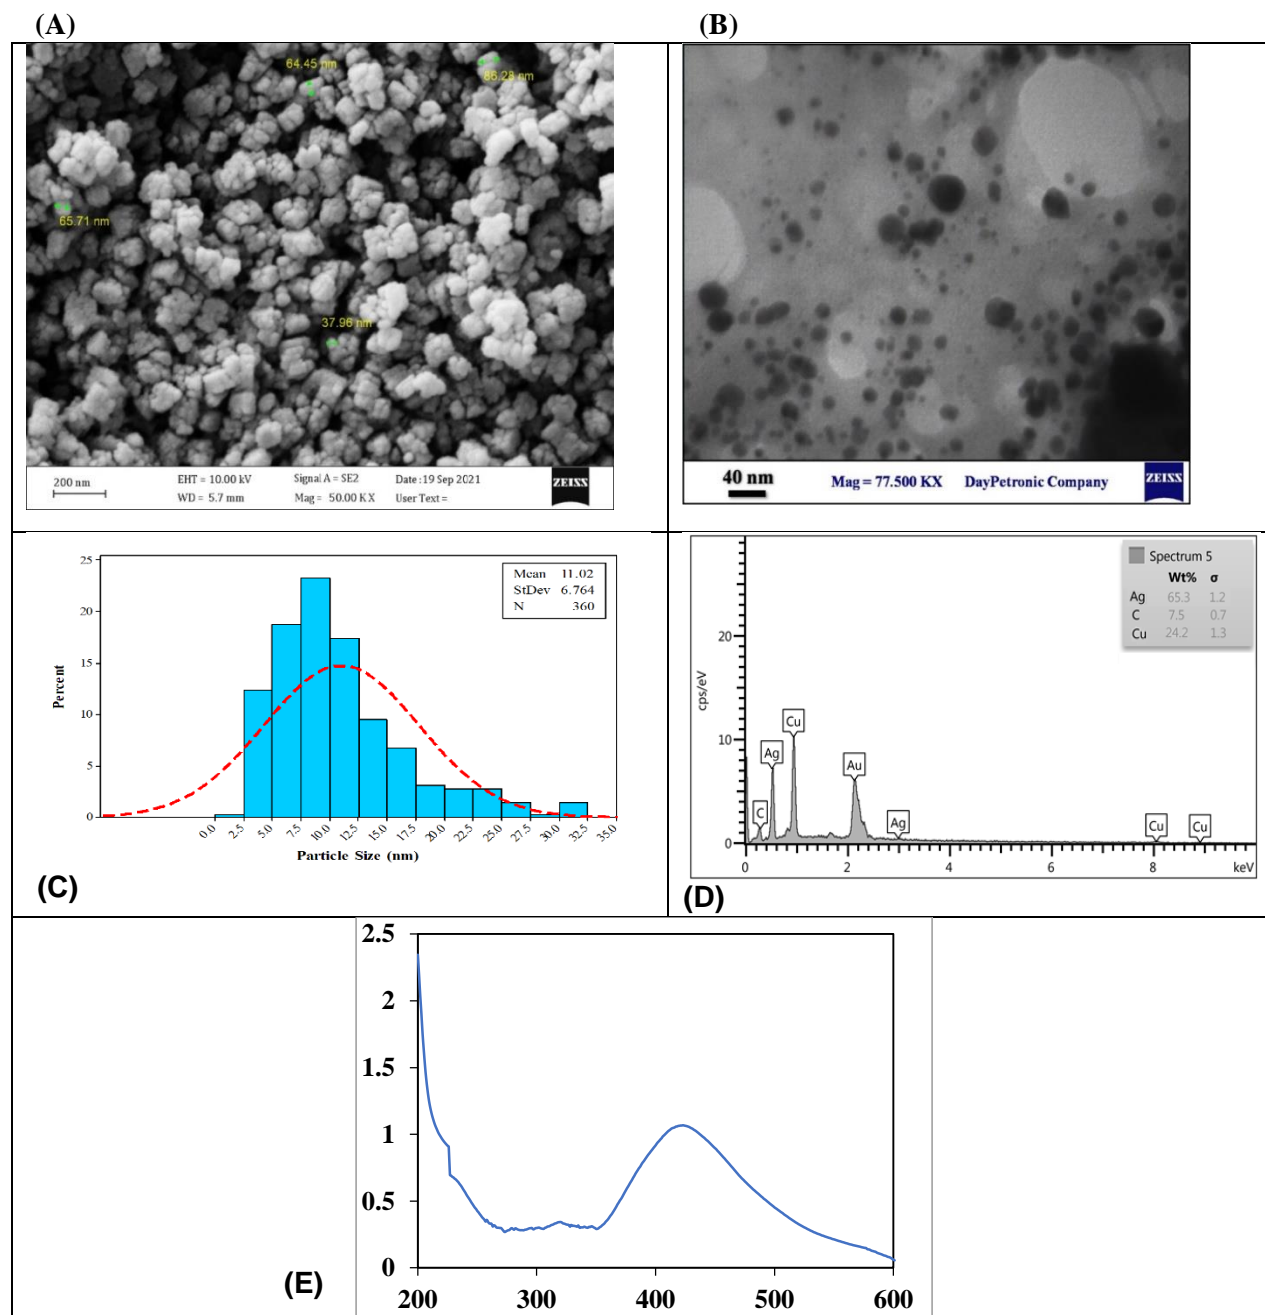 (A)
(B)
64.45 nm
86.28 nm
65.71 nm
37.96 nm
200 nm
EHT = 10.00 kV
Signal A = SE2
Date :19 Sep 2021
WD = 5.7 mm
Mag = 50.00 KX
User Text =
ZEISS
40 nm
Mag = 77.500 KX
DayPetronic Company
ZEISS
25
20
15
10
5
0
Percent
Mean 11.02
StDev 6.764
N 360
0.0 2.5 5.0 7.5 10.0 12.5 15.0 17.5 20.0 22.5 25.0 27.5 30.0 32.5 35.0
Particle Size (nm)
(C)
Spectrum 5
Wt% σ
Ag 65.3 1.2
C 7.5 0.7
Cu 24.2 1.3
20
10
0
cps/eV
C
Ag
Cu
Au
Ag
Cu
Cu
0 2 4 6 8 keV
(D)
2.5
2
1.5
1
0.5
0
200 300 400 500 600
(E)